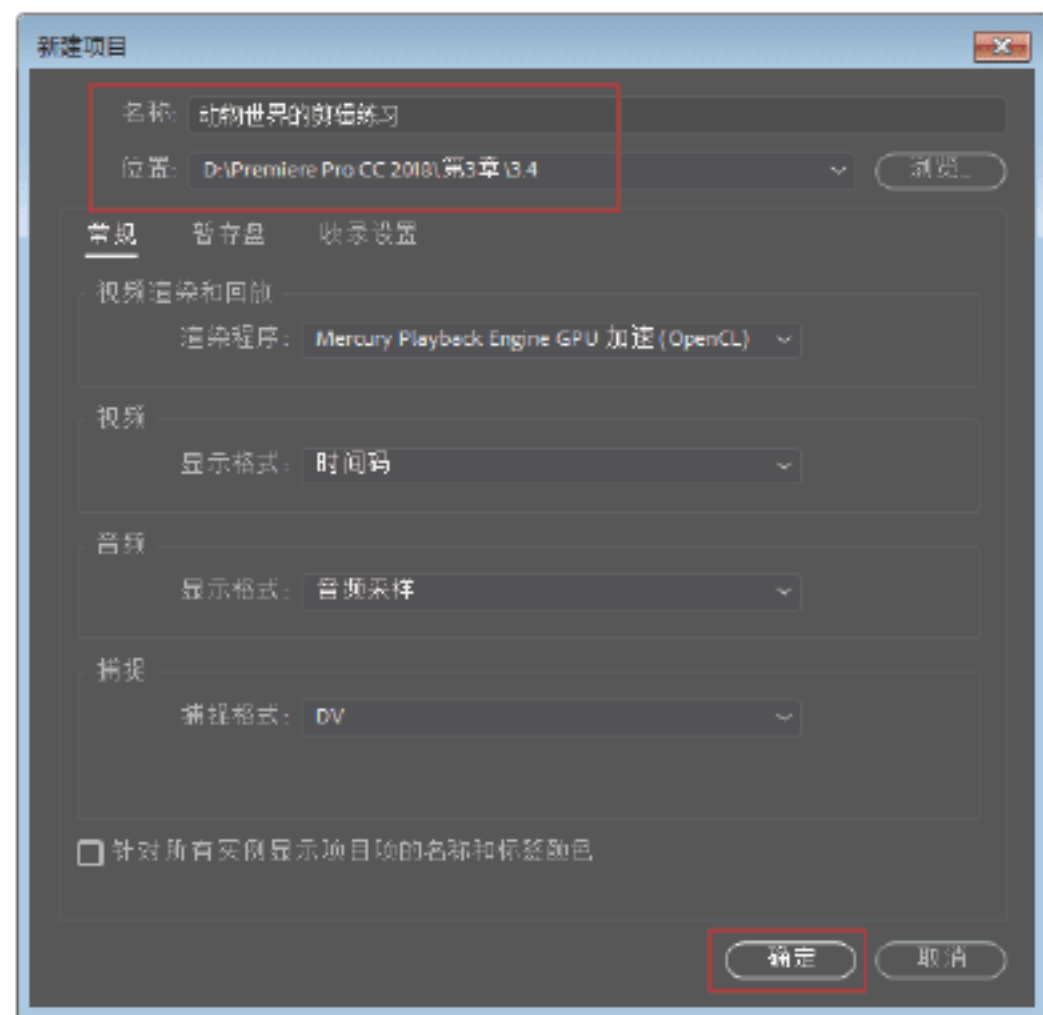 新建项目
名称: 动物世界的剪辑练习
位置: D:\Premiere Pro CC 2018\第3章\3.4 浏览...
常规 暂存盘 收录设置
视频渲染和回放
渲染程序: Mercury Playback Engine GPU 加速 (OpenCL)
视频
显示格式: 时间码
音频
显示格式: 音频采样
捕捉
捕捉格式: DV
针对所有实例显示项目项的名称和标签颜色
确定 取消